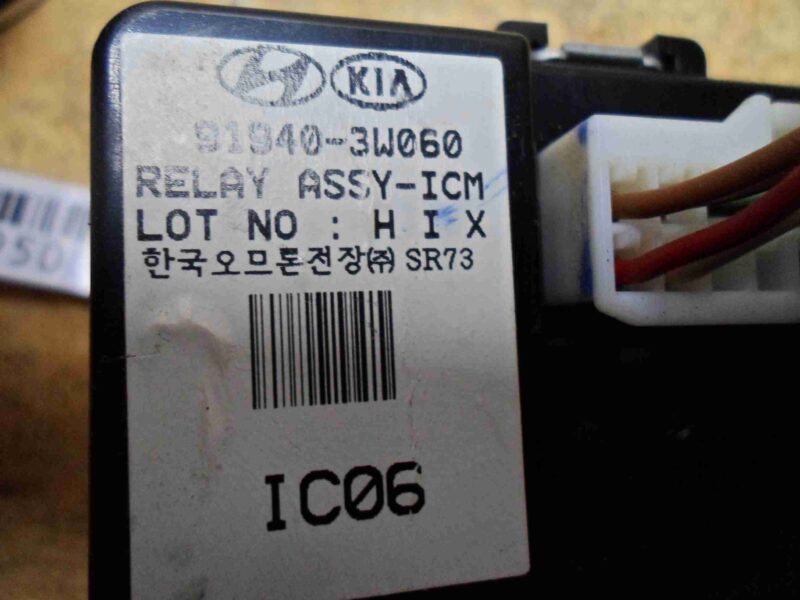 KIA
91940-3W060
RELAY ASSY-ICM
LOT NO : H I X
한국오므론전장㈜ SR73
IC06